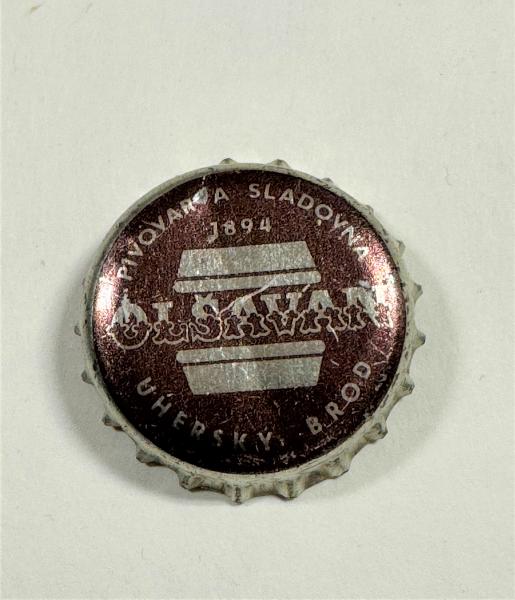 PIVOVAR A SLADOVNA
1894
OLŠAVAN
UHERSKÝ BROD